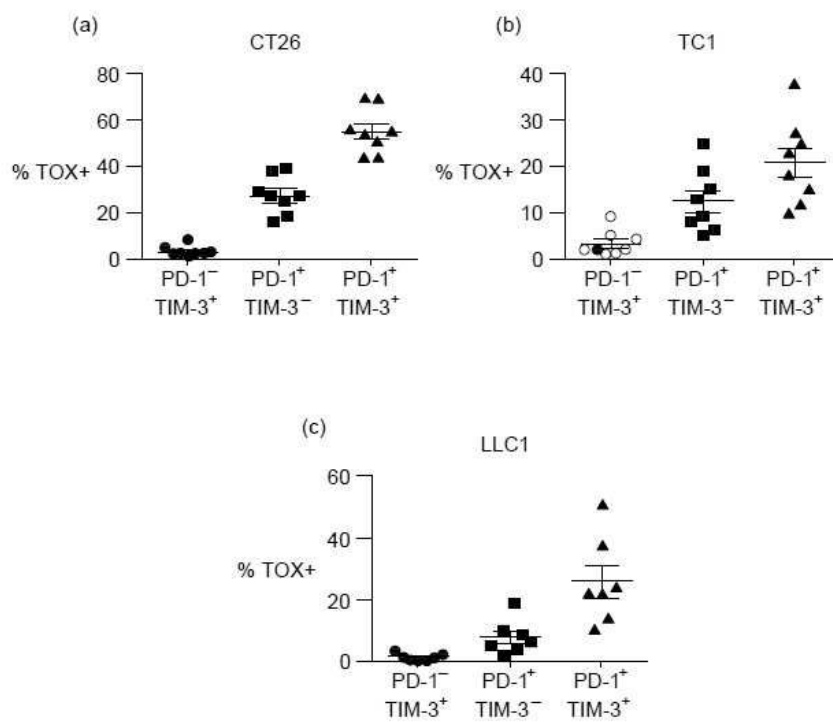 (a)
CT26
80
60
% TOX+
40
20
0
PD-1⁻ PD-1⁺ PD-1⁺
TIM-3⁺ TIM-3⁻ TIM-3⁺
(b)
TC1
40
30
% TOX+
20
10
0
PD-1⁻ PD-1⁺ PD-1⁺
TIM-3⁺ TIM-3⁻ TIM-3⁺
(c)
LLC1
60
40
% TOX+
20
0
PD-1⁻ PD-1⁺ PD-1⁺
TIM-3⁺ TIM-3⁻ TIM-3⁺